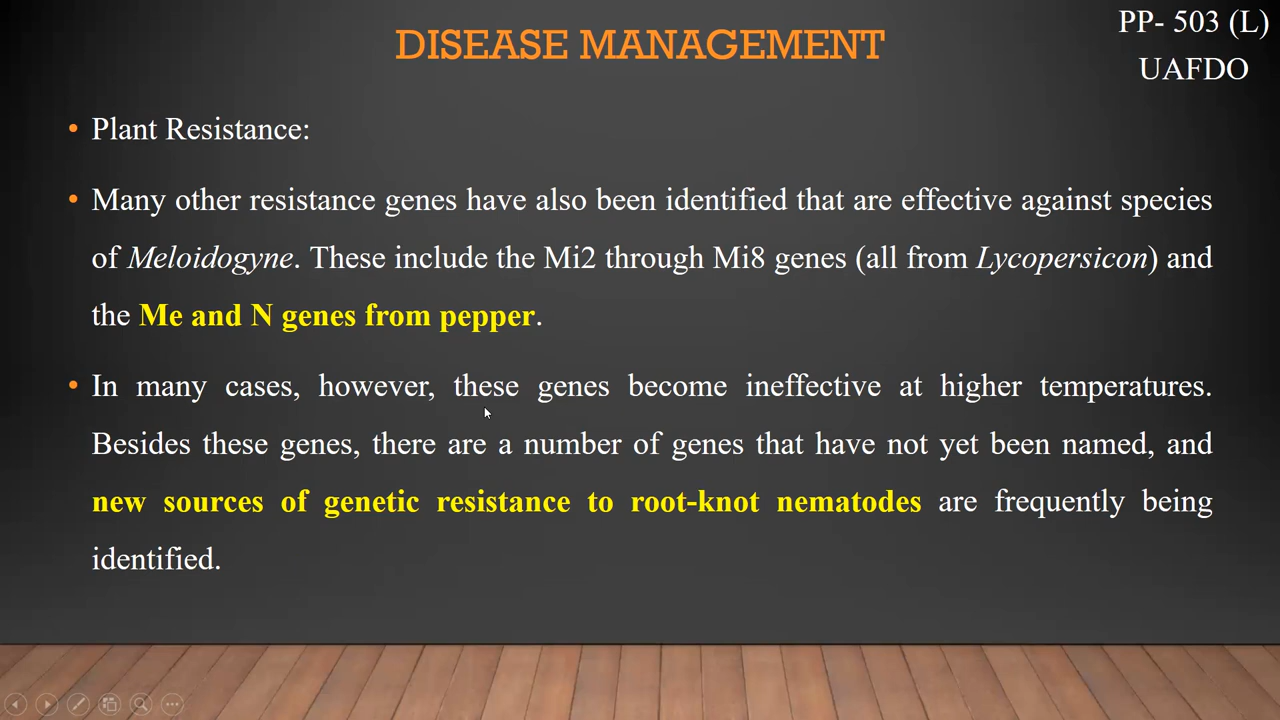 DISEASE MANAGEMENT
PP- 503 (L)
UAFDO
• Plant Resistance:
• Many other resistance genes have also been identified that are effective against species
of Meloidogyne. These include the Mi2 through Mi8 genes (all from Lycopersicon) and
the Me and N genes from pepper.
• In many cases, however, these genes become ineffective at higher temperatures.
Besides these genes, there are a number of genes that have not yet been named, and
new sources of genetic resistance to root-knot nematodes are frequently being
identified.